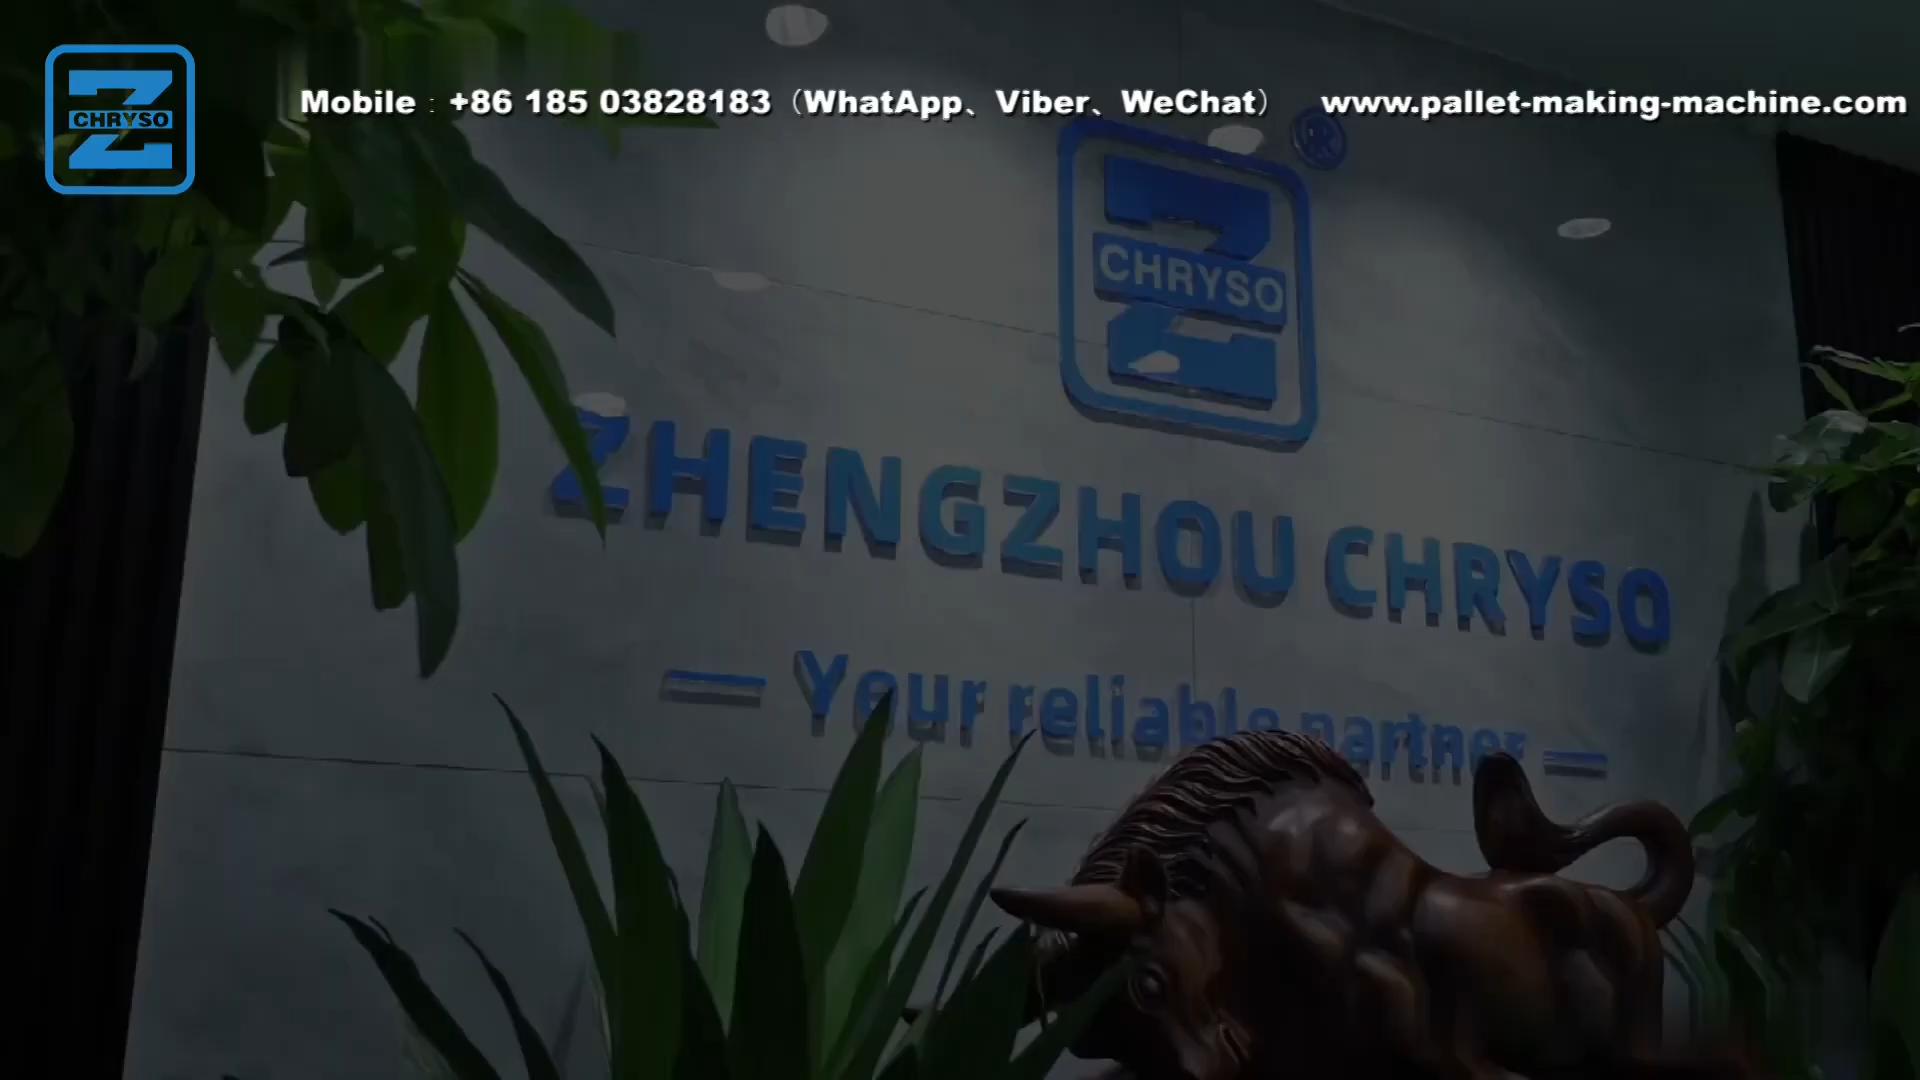 CHRYSO
Mobile：+86 185 03828183（WhatApp、Viber、WeChat） www.pallet-making-machine.com
®
CHRYSO
ZHENGZHOU CHRYSO
— Your reliable partner —